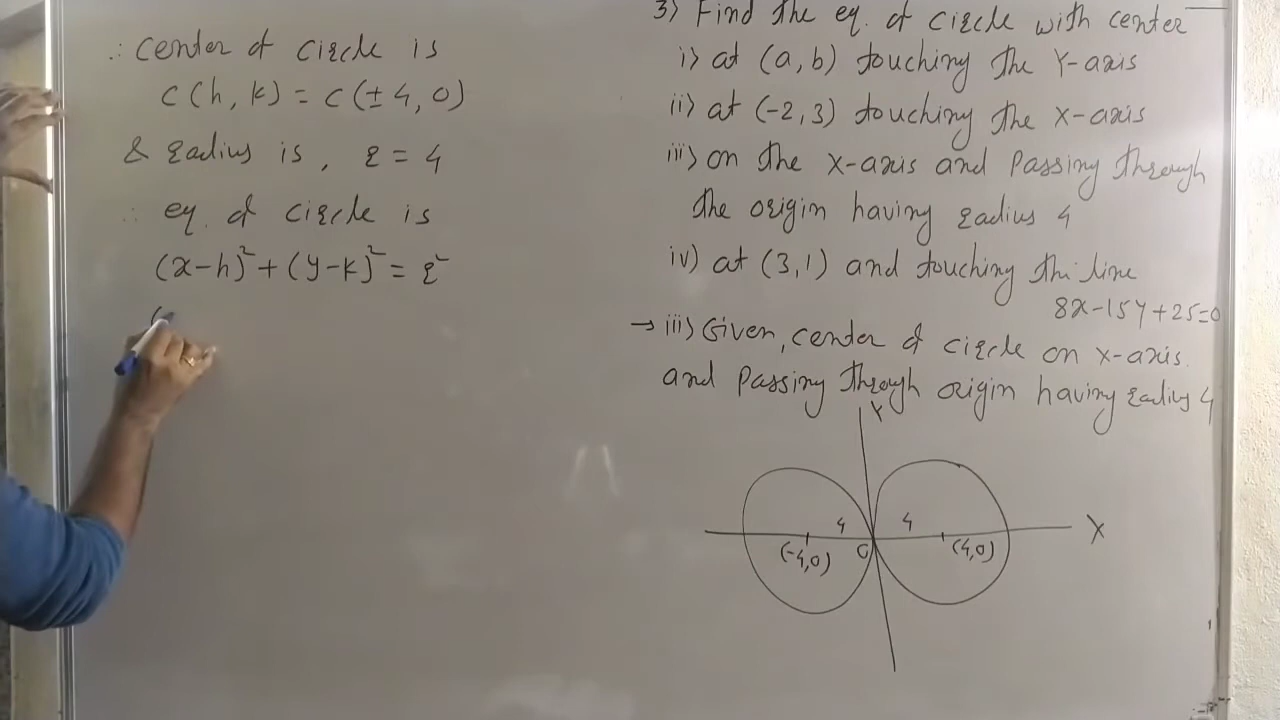 ∴ center of circle is
C(h, k) = C(±4, 0)
& radius is, r = 4
∴ eq. of circle is
(x-h)² + (y-k)² = r²
(
3) Find the eq. of circle with center
i) at (a, b) touching the Y-axis
ii) at (-2, 3) touching the X-axis
iii) on the X-axis and Passing through
the origin having radius 4
iv) at (3, 1) and touching the line
8x-15y+25=0
→ iii) Given, center of circle on X-axis
and Passing through origin having radius 4
Y
4 4
X
(-4,0) O (4,0)